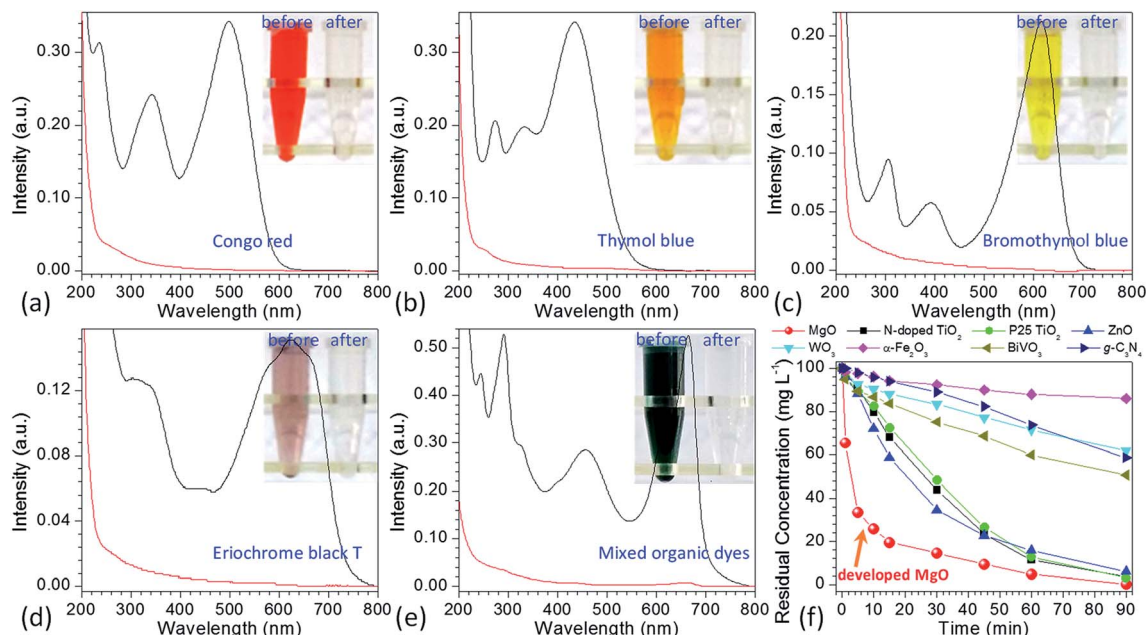 before after
0.30
0.20
0.10
0.00
Intensity (a.u.)
Congo red
200 300 400 500 600 700 800
(a) Wavelength (nm)
before after
0.30
0.20
0.10
0.00
Intensity (a.u.)
Thymol blue
200 300 400 500 600 700 800
(b) Wavelength (nm)
before after
0.20
0.15
0.10
0.05
0.00
Intensity (a.u.)
Bromothymol blue
200 300 400 500 600 700 800
(c) Wavelength (nm)
before after
0.12
0.08
0.04
0.00
Intensity (a.u.)
Eriochrome black T
200 300 400 500 600 700 800
(d) Wavelength (nm)
before after
0.50
0.40
0.30
0.20
0.10
0.00
Intensity (a.u.)
Mixed organic dyes
200 300 400 500 600 700 800
(e) Wavelength (nm)
MgO N-doped TiO₂ P25 TiO₂ ZnO
WO₃ α-Fe₂O₃ BiVO₃ g-C₃N₄
100
80
60
40
20
0
Residual Concentration (mg L⁻¹)
developed MgO
0 10 20 30 40 50 60 70 80 90
Time (min) (f)